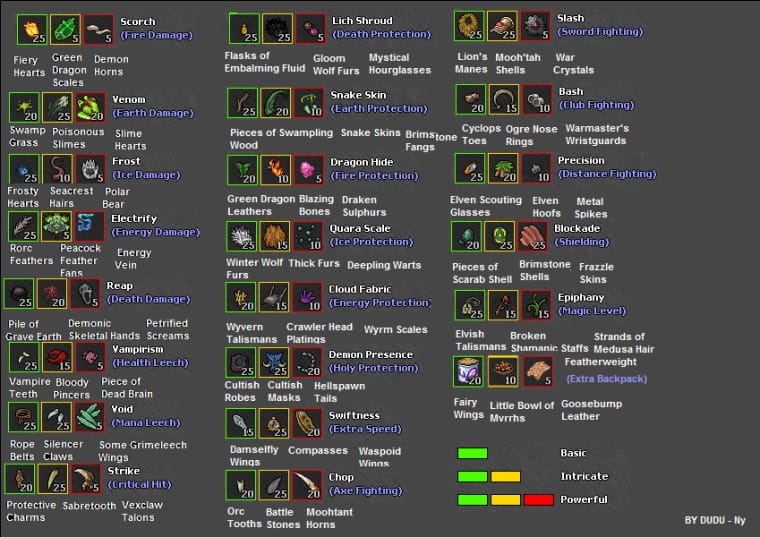 Scorch
(Fire Damage)
25 25 5
Fiery Green Demon
Hearts Dragon Horns
Scales
Venom
(Earth Damage)
20 25 20
Swamp Poisonous Slime
Grass Slimes Hearts
Frost
(Ice Damage)
25 10 5
Frosty Seacrest Polar
Hearts Hairs Bear
Electrify
(Energy Damage)
25 5
Rorc Peacock Energy
Feathers Feather Vein
Fans
Reap
(Death Damage)
25 20 5
Pile of Demonic Petrified
Grave Earth Skeletal Hands Screams
Vampirism
(Health Leech)
25 15 5
Vampire Bloody Piece of
Teeth Pincers Dead Brain
Void
(Mana Leech)
25 25 5
Rope Silencer Some Grimeleech
Belts Claws Wings
Strike
(Critical Hit)
20 25 5
Protective Sabretooth Vexclaw
Charms Talons
Lich Shroud
(Death Protection)
25 20 5
Flasks of Gloom Mystical
Embalming Fluid Wolf Furs Hourglasses
Snake Skin
(Earth Protection)
25 20 10
Pieces of Swampling Snake Skins Brimstone
Wood Fangs
Dragon Hide
(Fire Protection)
20 10 5
Green Dragon Blazing Draken
Leathers Bones Sulphurs
Quara Scale
(Ice Protection)
25 15 10
Winter Wolf Thick Furs Deepling Warts
Furs
Cloud Fabric
(Energy Protection)
20 15 10
Wyvern Crawler Head Wyrm Scales
Talismans Platings
Demon Presence
(Holy Protection)
25 25 20
Cultish Cultish Hellspawn
Robes Masks Tails
Swiftness
(Extra Speed)
25 25 20
Damselfly Compasses Waspoid
Wings Wings
Chop
(Axe Fighting)
20 25 20
Orc Battle Moohtant
Tooths Stones Horns
Slash
(Sword Fighting)
25 25 5
Lion's Mooh'tah War
Manes Shells Crystals
Bash
(Club Fighting)
20 15 10
Cyclops Ogre Nose Warmaster's
Toes Rings Wristguards
Precision
(Distance Fighting)
25 20 10
Elven Scouting Elven Metal
Glasses Hoofs Spikes
Blockade
(Shielding)
20 25 25
Pieces of Brimstone Frazzle
Scarab Shell Shells Skins
Epiphany
(Magic Level)
25 15 15
Elvish Broken Strands of
Talismans Shamanic Staffs Medusa Hair
Featherweight
(Extra Backpack)
20 10 5
Fairy Little Bowl of Goosebump
Wings Myrrhs Leather
Basic
Intricate
Powerful
BY DUDU - Ny